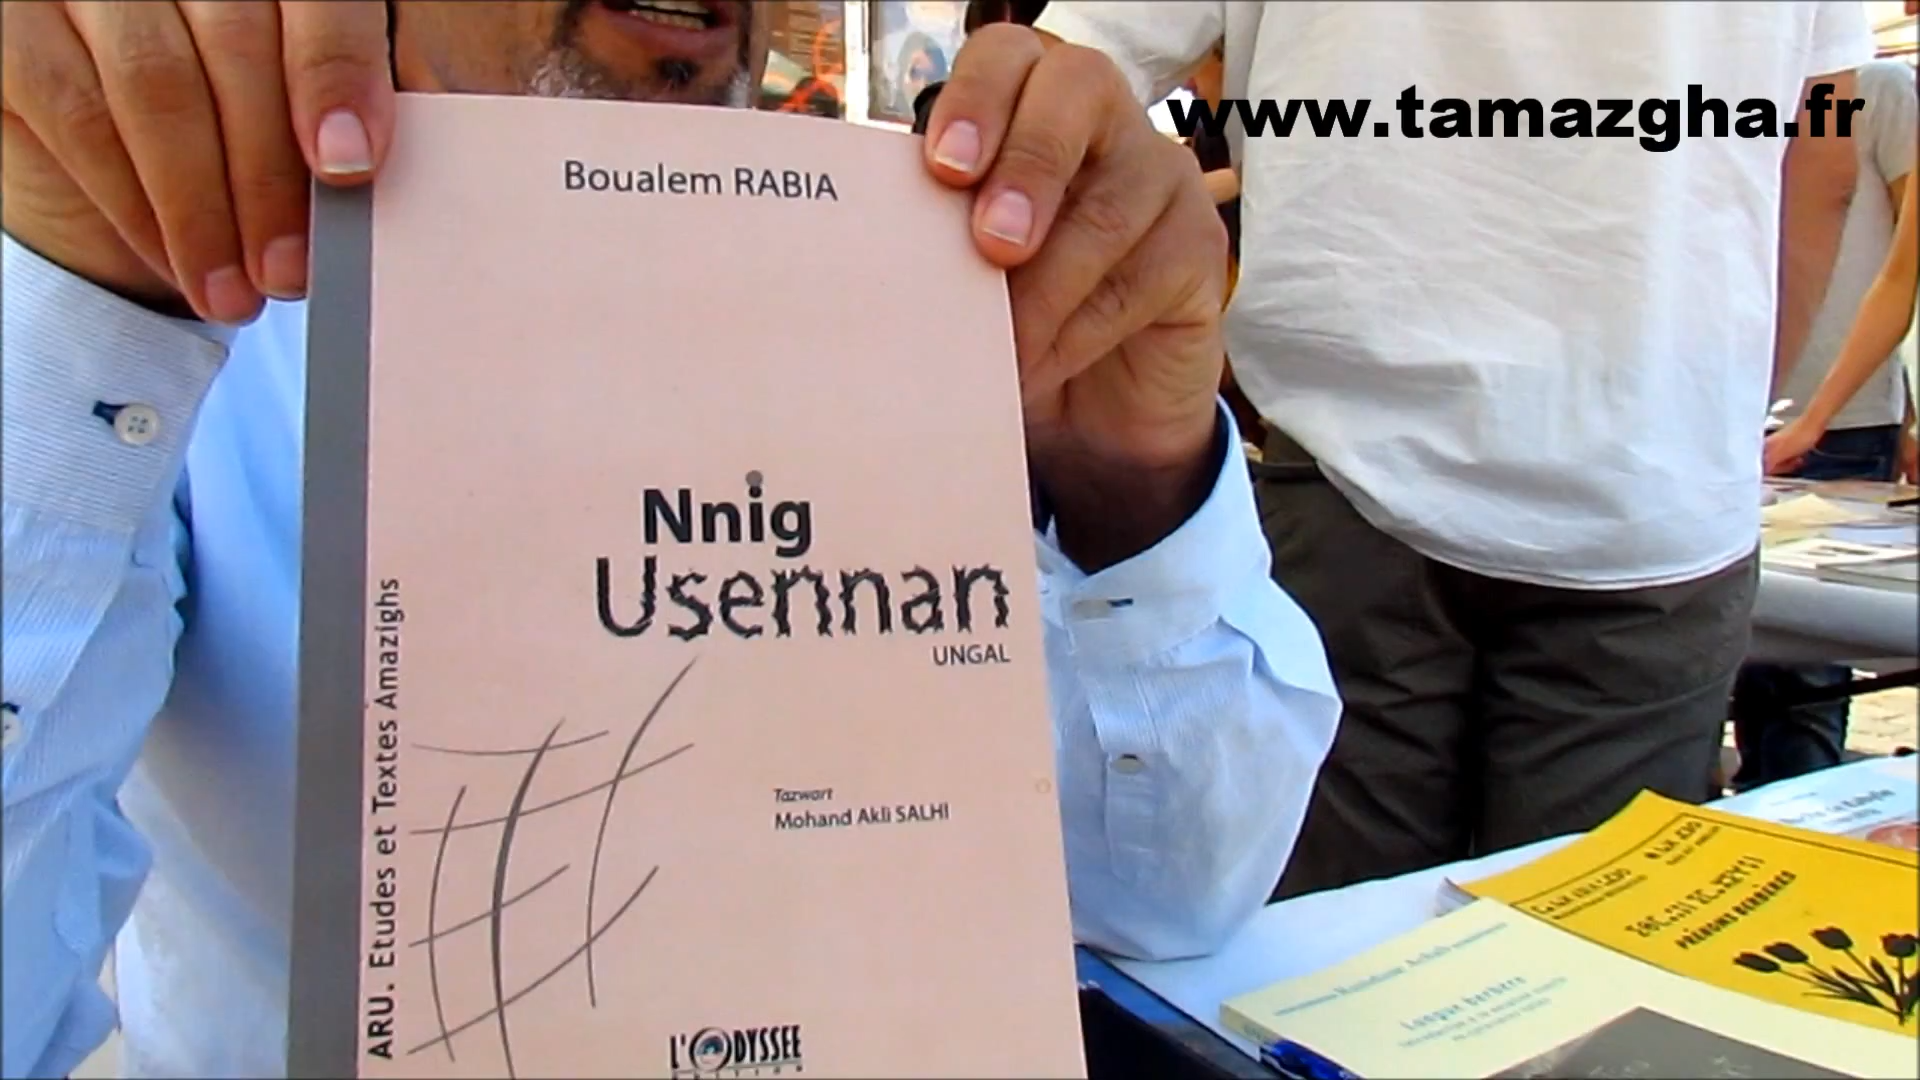 www.tamazgha.fr
Boualem RABIA
Nnig
Usennan
UNGAL
Tazwart
Mohand Akli SALHI
ARU. Etudes et Textes Amazighs
L'ODYSSEE
EDITION
PRÉNOMS BERBÈRES
Langue berbère